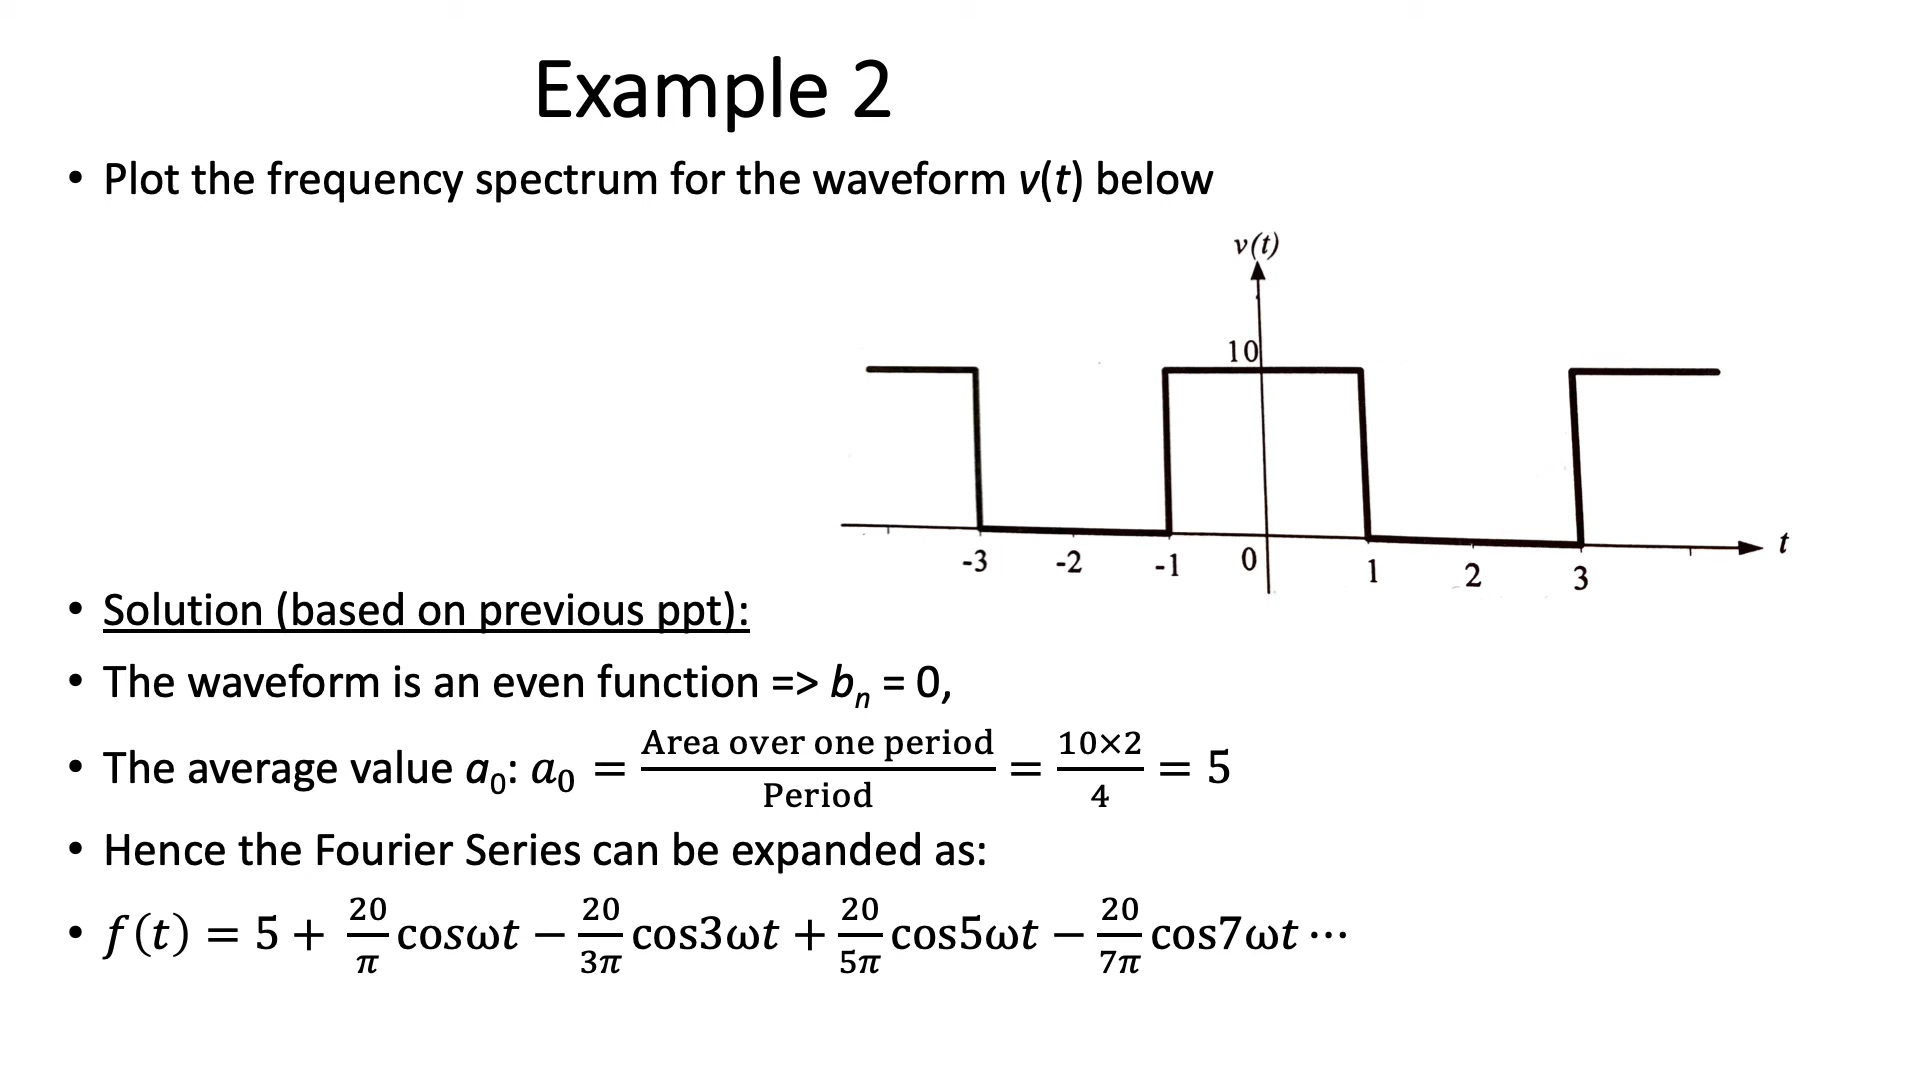 Example 2
• Plot the frequency spectrum for the waveform v(t) below
v(t)
10
-3 -2 -1 0 1 2 3 t
• Solution (based on previous ppt):
• The waveform is an even function => bₙ = 0,
• The average value a₀: a₀ = Area over one period / Period = 10×2 / 4 = 5
• Hence the Fourier Series can be expanded as:
• f(t) = 5 + 20/π cosωt − 20/3π cos3ωt + 20/5π cos5ωt − 20/7π cos7ωt ⋯